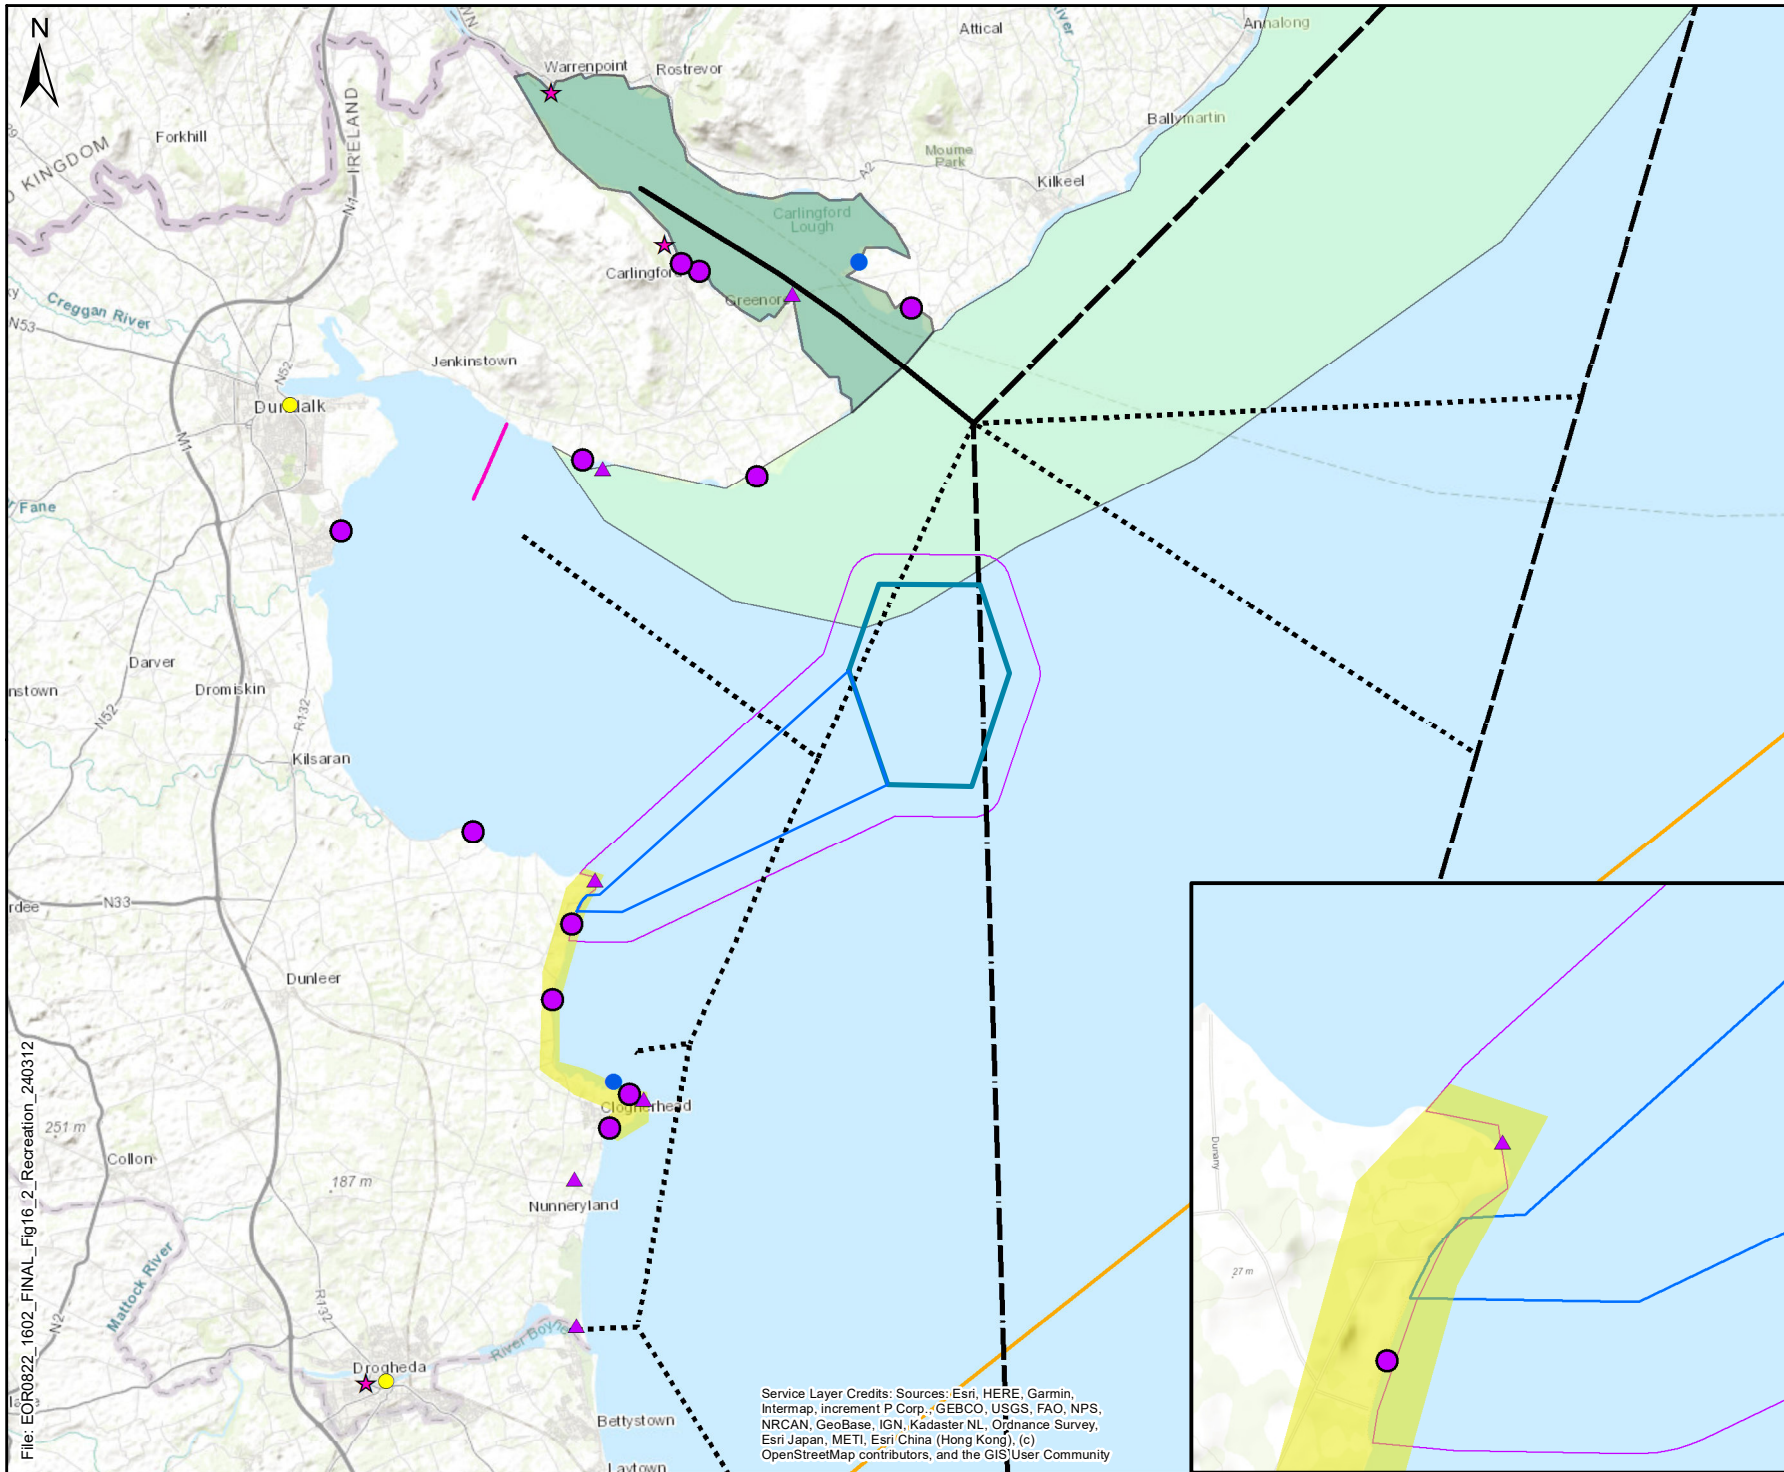 N
Attical
River
Annalong
Warrenpoint
Rostrevor
IRELAND
Forkhill
KINGDOM
Ballymartin
Mourne
Park
A2
Kilkeel
N1
Carlingford
Lough
Carlingford
Greenore
Creggan River
N53
Jenkinstown
N52
Dundalk
M1
Fane
Darver
Dromiskin
nstown
N52
R132
Kilsaran
rdee
N33
Dunleer
Clogherhead
251 m
Collon
187 m
Nunneryland
Mattock River
N2
R132
River Boyne
Drogheda
Bettystown
Laytown
Dunany
27 m
File: EOR0822_1602_FINAL_Fig16_2_Recreation_240312
Service Layer Credits: Sources: Esri, HERE, Garmin,
Intermap, increment P Corp., GEBCO, USGS, FAO, NPS,
NRCAN, GeoBase, IGN, Kadaster NL, Ordnance Survey,
Esri Japan, METI, Esri China (Hong Kong), (c)
OpenStreetMap contributors, and the GIS User Community